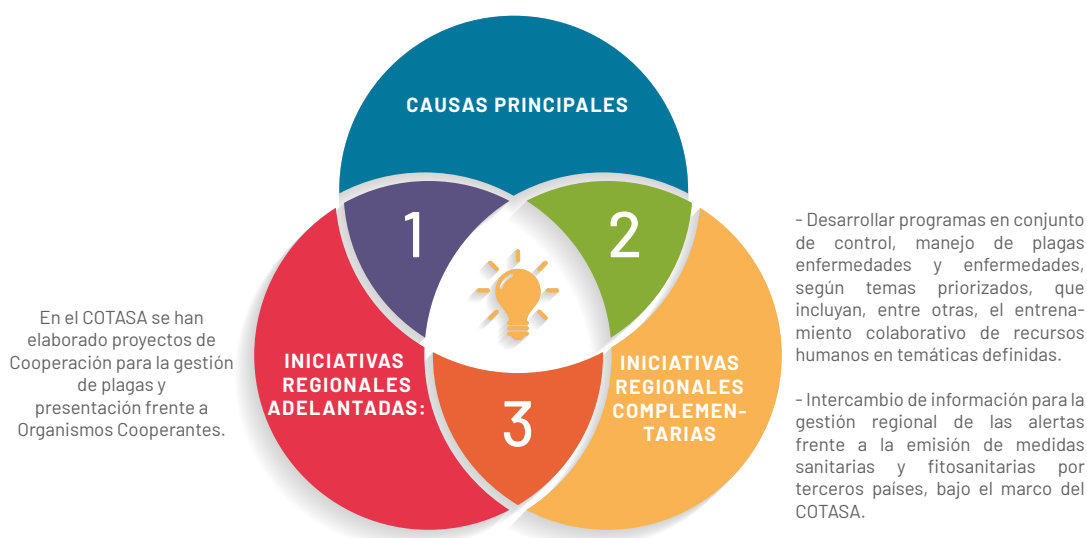 CAUSAS PRINCIPALES
1
2
3
INICIATIVAS
REGIONALES
ADELANTADAS:
INICIATIVAS
REGIONALES
COMPLEMEN-
TARIAS
En el COTASA se han
elaborado proyectos de
Cooperación para la gestión
de plagas y
presentación frente a
Organismos Cooperantes.
- Desarrollar programas en conjunto
de control, manejo de plagas
enfermedades y enfermedades,
según temas priorizados, que
incluyan, entre otras, el entrena-
miento colaborativo de recursos
humanos en temáticas definidas.
- Intercambio de información para la
gestión regional de las alertas
frente a la emisión de medidas
sanitarias y fitosanitarias por
terceros países, bajo el marco del
COTASA.